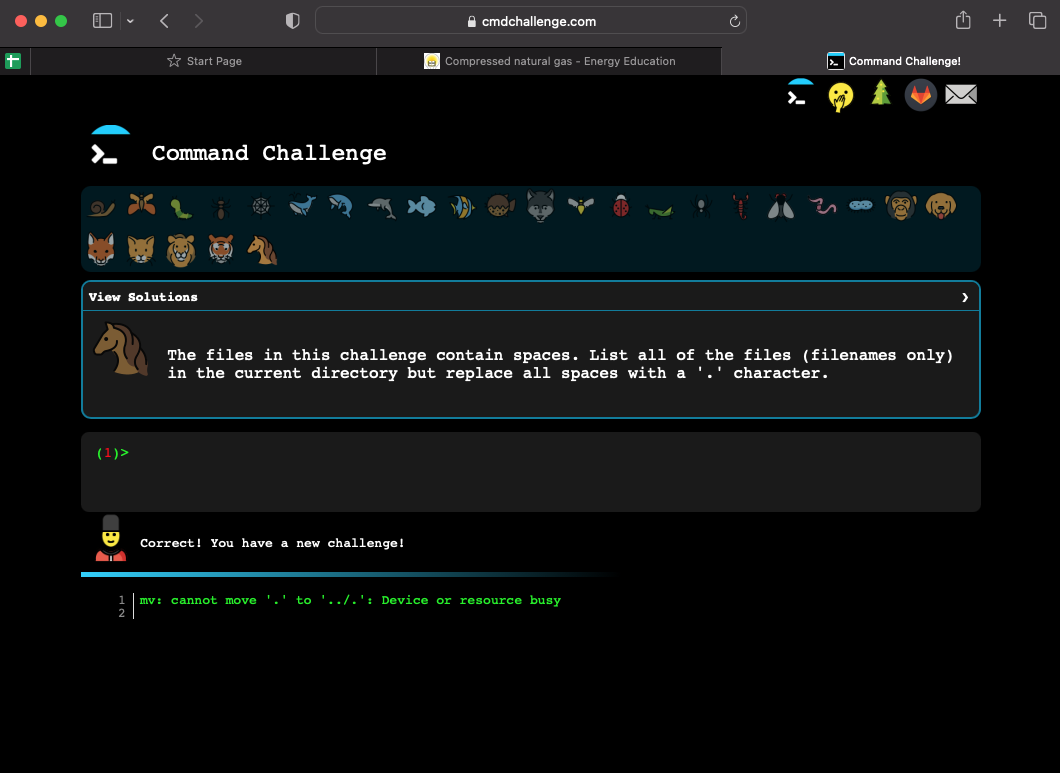 cmdchallenge.com
Start Page
Compressed natural gas - Energy Education
Command Challenge!
Command Challenge
View Solutions
The files in this challenge contain spaces. List all of the files (filenames only)
in the current directory but replace all spaces with a '.' character.
(1)>
Correct! You have a new challenge!
1 mv: cannot move '.' to '../.': Device or resource busy
2